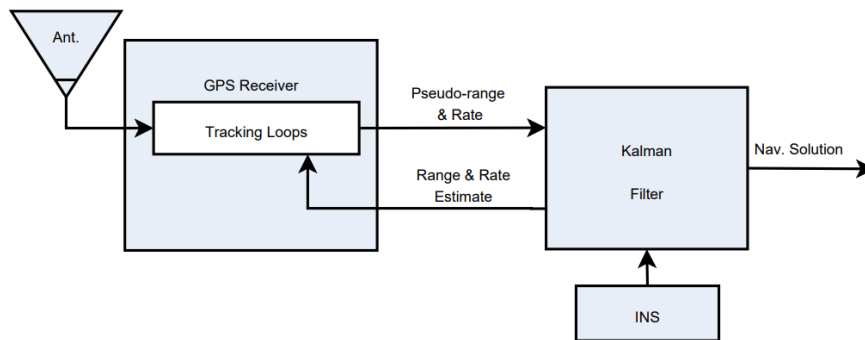 Ant.
GPS Receiver
Tracking Loops
Pseudo-range
& Rate
Range & Rate
Estimate
Kalman
Filter
Nav. Solution
INS